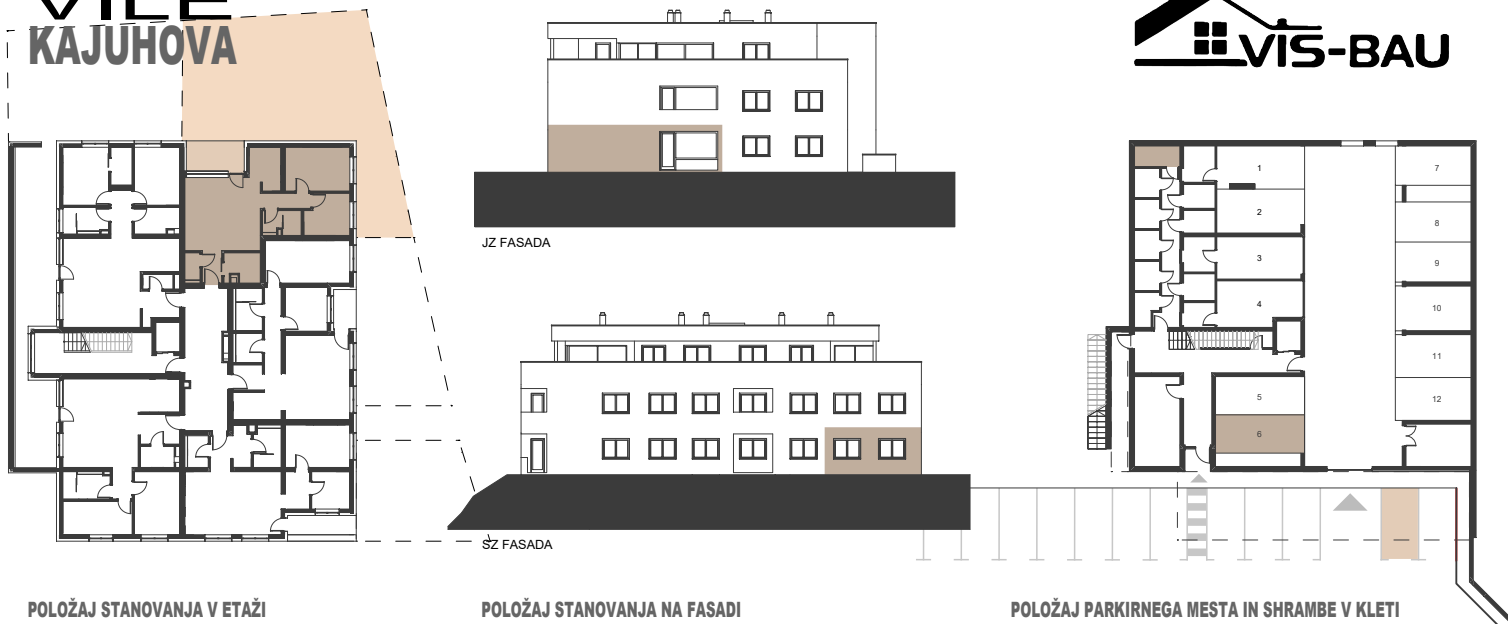 VILE
KAJUHOVA
VIS-BAU
JZ FASADA
SZ FASADA
1
2
3
4
5
6
7
8
9
10
11
12
POLOŽAJ STANOVANJA V ETAŽI
POLOŽAJ STANOVANJA NA FASADI
POLOŽAJ PARKIRNEGA MESTA IN SHRAMBE V KLETI